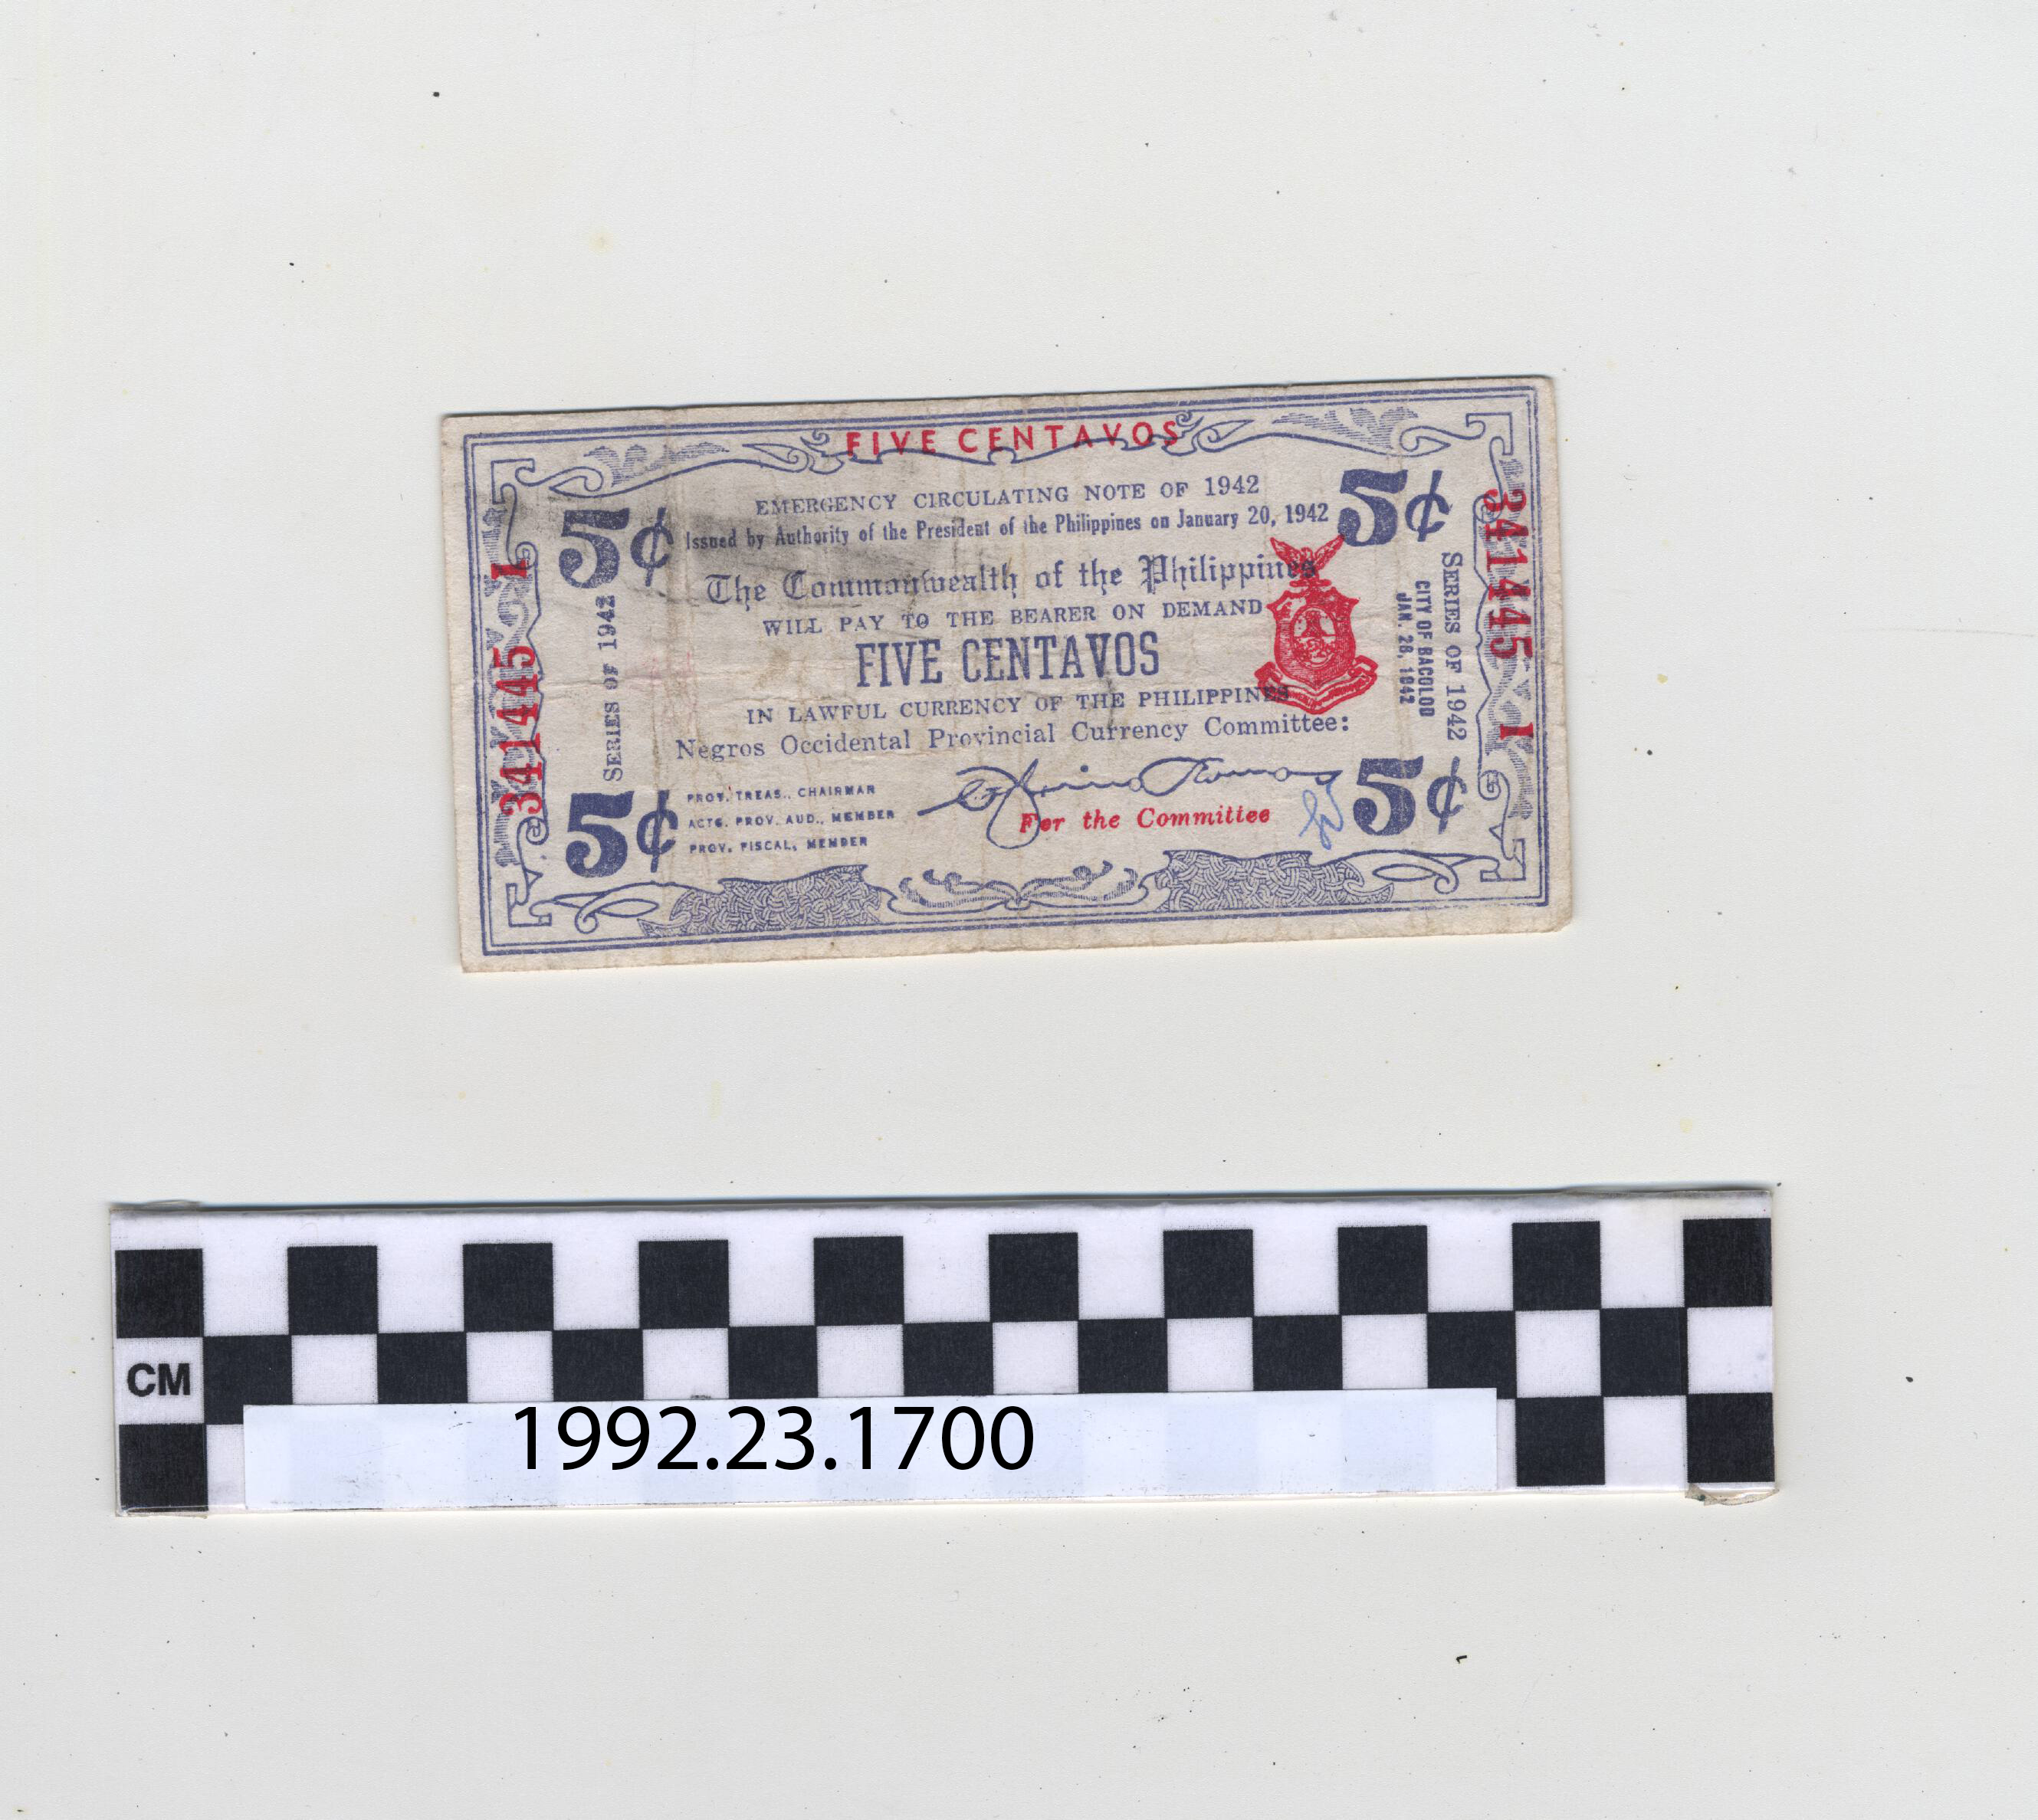 FIVE CENTAVOS
EMERGENCY CIRCULATING NOTE OF 1942
Issued by Authority of the President of the Philippines on January 20, 1942
5¢
5¢
The Commonwealth of the Philippines
WILL PAY TO THE BEARER ON DEMAND
FIVE CENTAVOS
IN LAWFUL CURRENCY OF THE PHILIPPINES
Negros Occidental Provincial Currency Committee:
PROV. TREAS., CHAIRMAN
ACTG. PROV. AUD., MEMBER
PROV. FISCAL, MEMBER
For the Committee
5¢
5¢
341445 1
SERIES OF 1942
CITY OF BACOLOD
JAN. 28, 1942
SERIES OF 1942
341445 1
CM
1992.23.1700